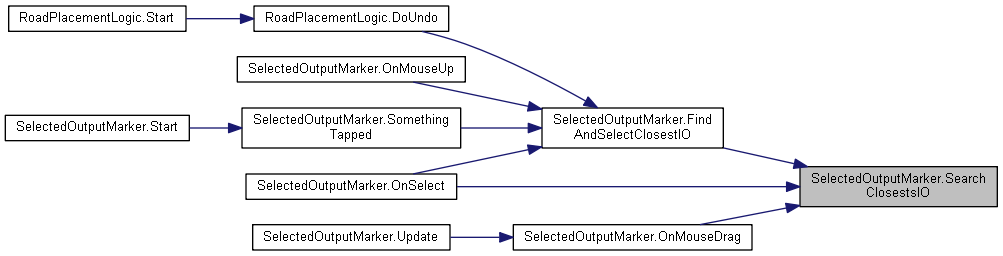 RoadPlacementLogic.Start
RoadPlacementLogic.DoUndo
SelectedOutputMarker.OnMouseUp
SelectedOutputMarker.Start
SelectedOutputMarker.Something
Tapped
SelectedOutputMarker.Find
AndSelectClosestIO
SelectedOutputMarker.OnSelect
SelectedOutputMarker.Search
ClosestsIO
SelectedOutputMarker.Update
SelectedOutputMarker.OnMouseDrag